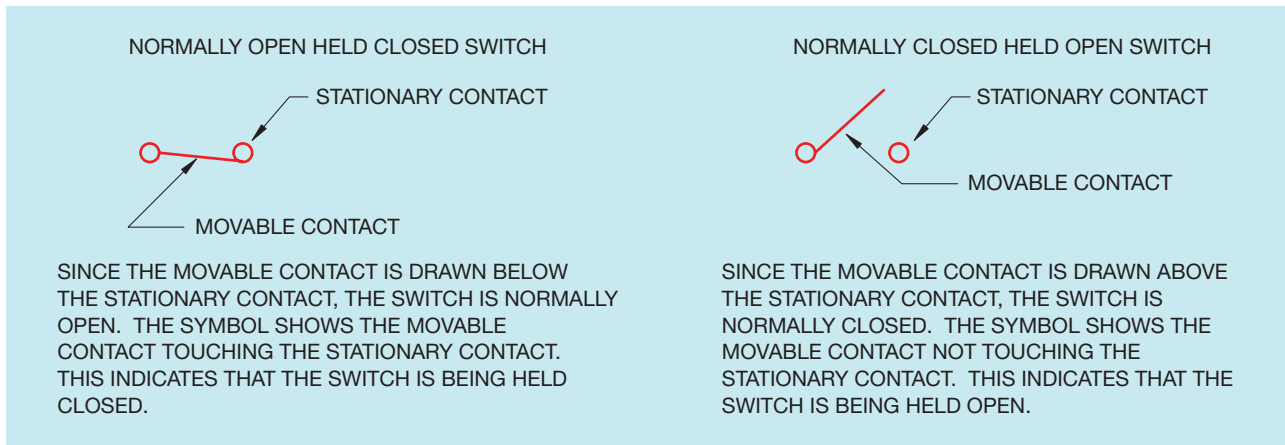 NORMALLY OPEN HELD CLOSED SWITCH
STATIONARY CONTACT
MOVABLE CONTACT
SINCE THE MOVABLE CONTACT IS DRAWN BELOW
THE STATIONARY CONTACT, THE SWITCH IS NORMALLY
OPEN. THE SYMBOL SHOWS THE MOVABLE
CONTACT TOUCHING THE STATIONARY CONTACT.
THIS INDICATES THAT THE SWITCH IS BEING HELD
CLOSED.
NORMALLY CLOSED HELD OPEN SWITCH
STATIONARY CONTACT
MOVABLE CONTACT
SINCE THE MOVABLE CONTACT IS DRAWN ABOVE
THE STATIONARY CONTACT, THE SWITCH IS
NORMALLY CLOSED. THE SYMBOL SHOWS THE
MOVABLE CONTACT NOT TOUCHING THE
STATIONARY CONTACT. THIS INDICATES THAT THE
SWITCH IS BEING HELD OPEN.